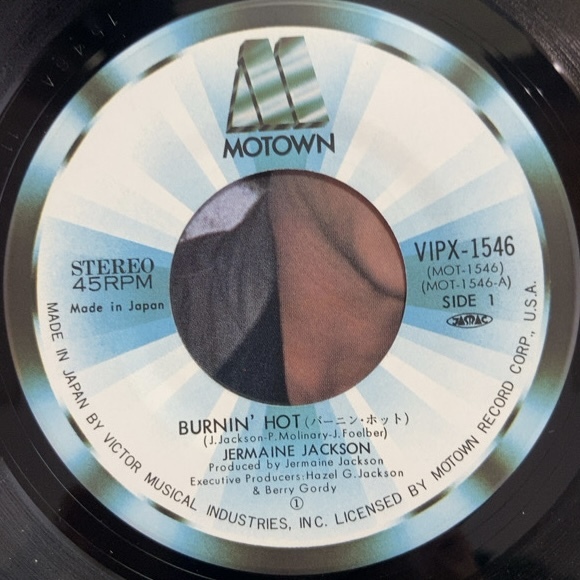 MOTOWN
STEREO
45RPM
Made in Japan
VIPX-1546
(MOT-1546)
(MOT-1546-A)
SIDE 1
JASRAC
BURNIN' HOT (バーニン・ホット)
(J.Jackson-P.Molinary-J.Foelber)
JERMAINE JACKSON
Produced by Jermaine Jackson
Executive Producers: Hazel G.Jackson
& Berry Gordy
①
MADE IN JAPAN BY VICTOR MUSICAL INDUSTRIES, INC. LICENSED BY MOTOWN RECORD CORP., U.S.A.